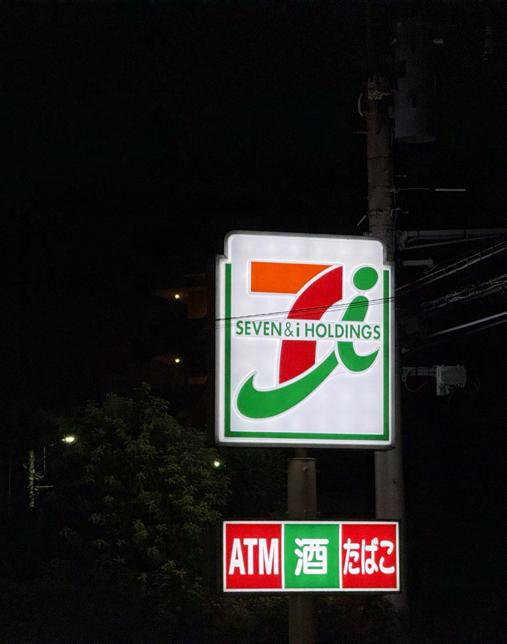 SEVEN & i HOLDINGS
ATM 酒 たばこ